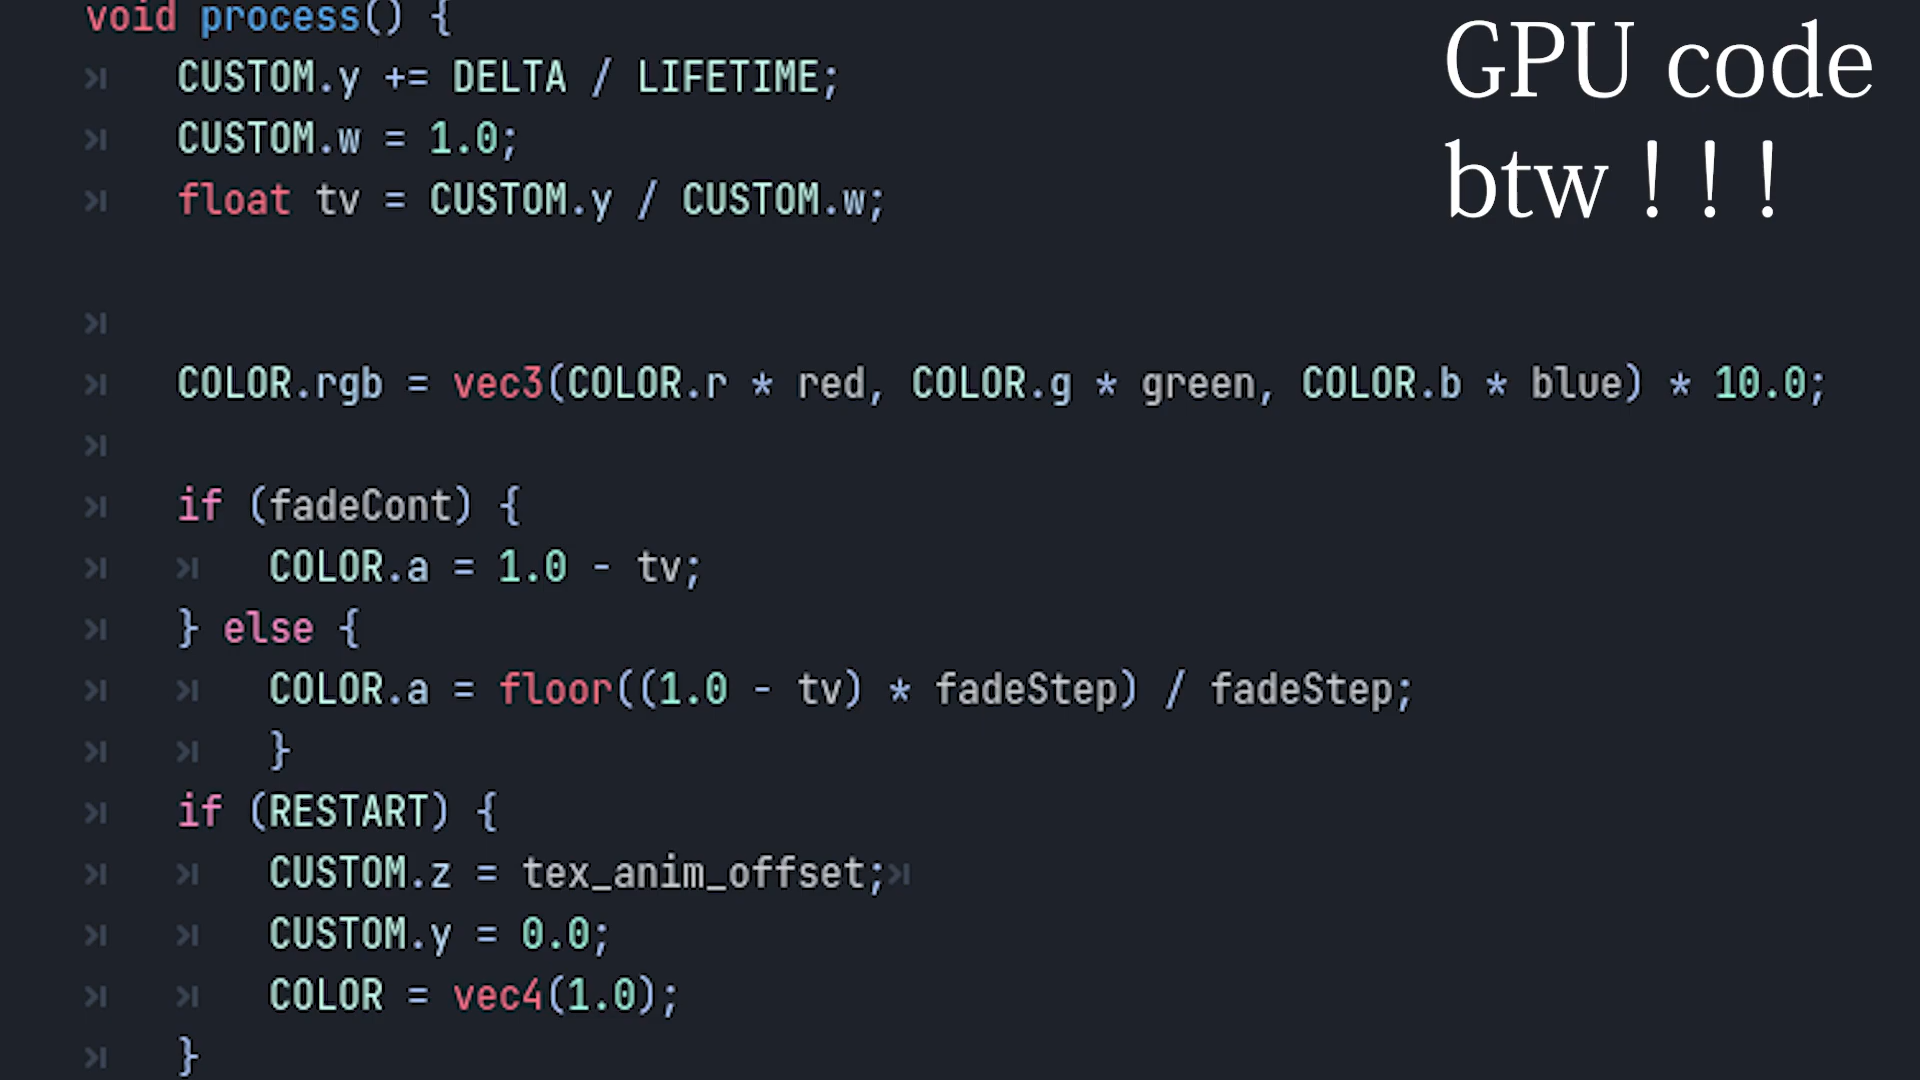 void process() {
CUSTOM.y += DELTA / LIFETIME;
CUSTOM.w = 1.0;
float tv = CUSTOM.y / CUSTOM.w;
COLOR.rgb = vec3(COLOR.r * red, COLOR.g * green, COLOR.b * blue) * 10.0;
if (fadeCont) {
COLOR.a = 1.0 - tv;
} else {
COLOR.a = floor((1.0 - tv) * fadeStep) / fadeStep;
}
if (RESTART) {
CUSTOM.z = tex_anim_offset;
CUSTOM.y = 0.0;
COLOR = vec4(1.0);
}
GPU code
btw ! ! !